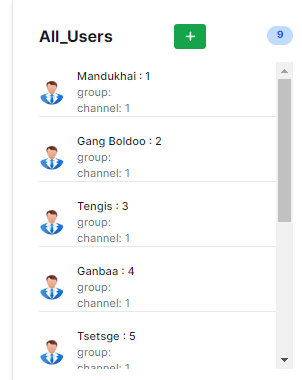 All_Users
+
9
Mandukhai : 1
group:
channel: 1
Gang Boldoo : 2
group:
channel: 1
Tengis : 3
group:
channel: 1
Ganbaa : 4
group:
channel: 1
Tsetsge : 5
group:
channel: 1